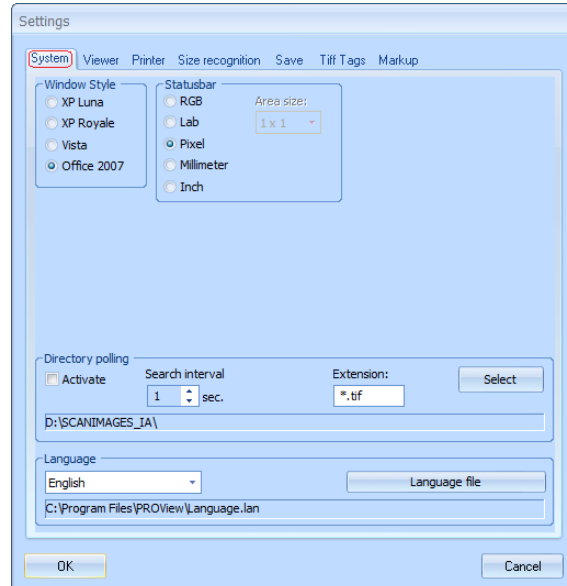 Settings
System Viewer Printer Size recognition Save Tiff Tags Markup
Window Style
XP Luna
XP Royale
Vista
Office 2007
Statusbar
RGB
Lab
Pixel
Millimeter
Inch
Area size:
1 x 1
Directory polling
Activate
Search interval
1 sec.
Extension:
*.tif
Select
D:\SCANIMAGES_IA\
Language
English
Language file
C:\Program Files\PROView\Language.lan
OK
Cancel